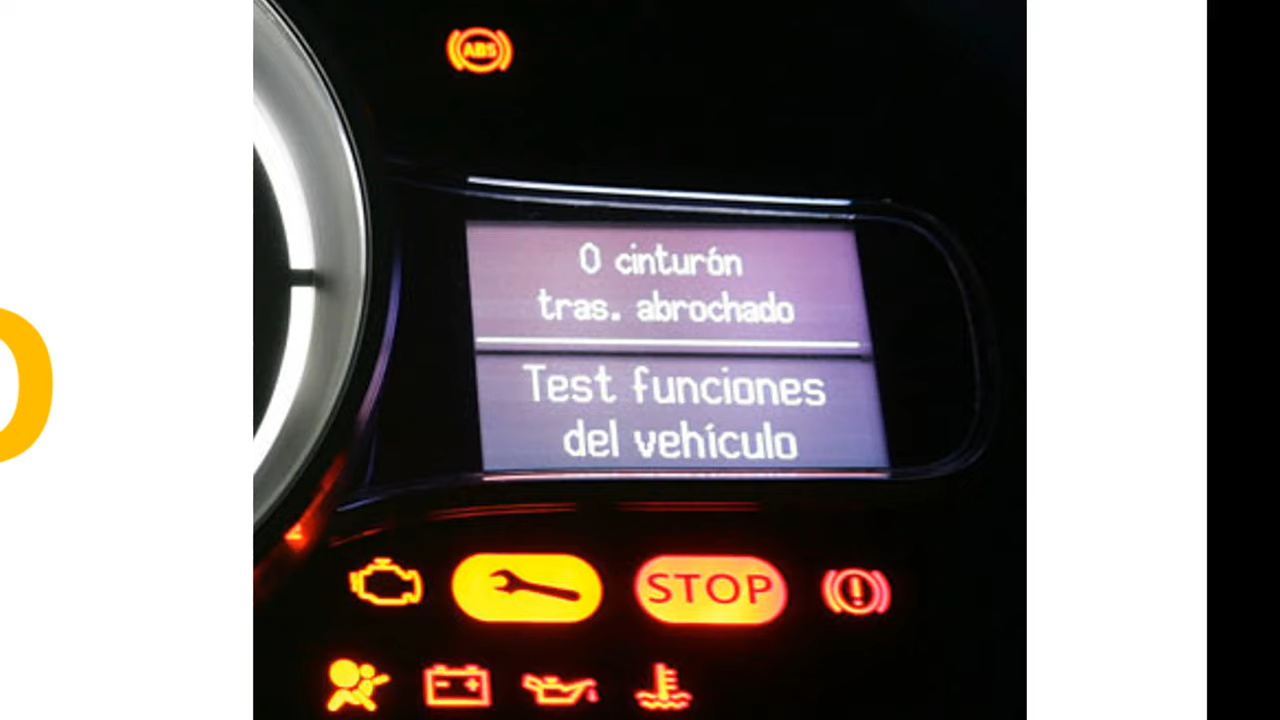 ABS
0 cinturón
tras. abrochado
Test funciones
del vehículo
STOP